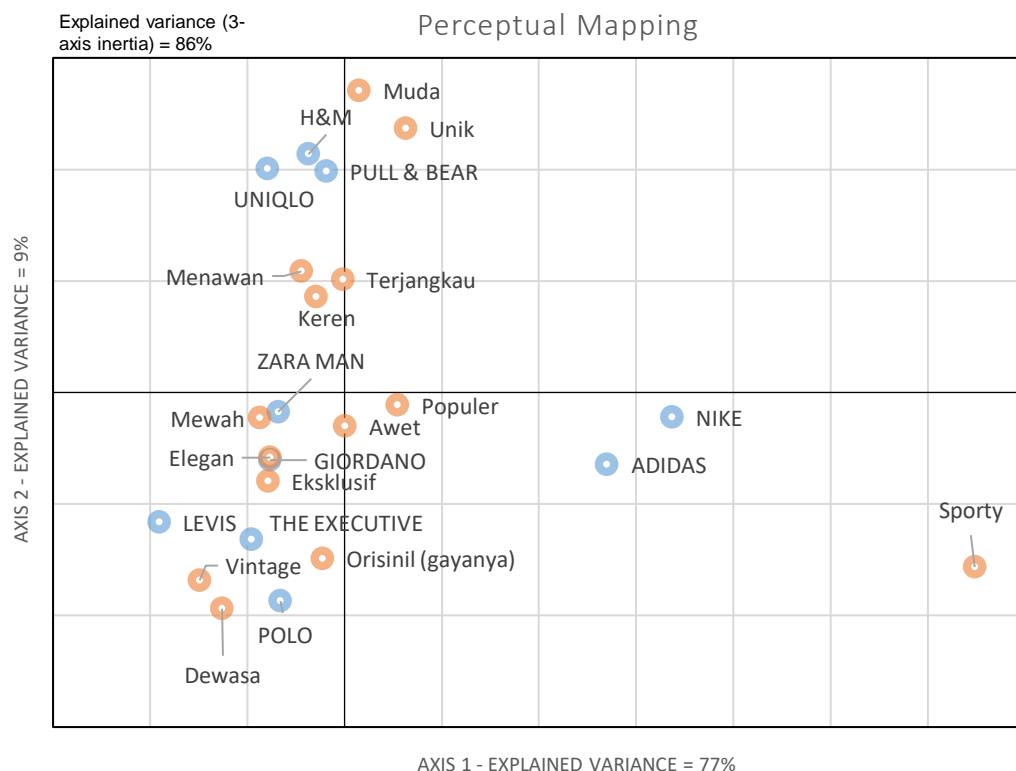 Explained variance (3-
axis inertia) = 86%
Perceptual Mapping
Muda
H&M
Unik
PULL & BEAR
UNIQLO
Menawan
Terjangkau
Keren
ZARA MAN
Populer
Mewah
NIKE
Awet
Elegan
GIORDANO
ADIDAS
Eksklusif
Sporty
LEVIS
THE EXECUTIVE
Orisinil (gayanya)
Vintage
POLO
Dewasa
AXIS 2 - EXPLAINED VARIANCE = 9%
AXIS 1 - EXPLAINED VARIANCE = 77%